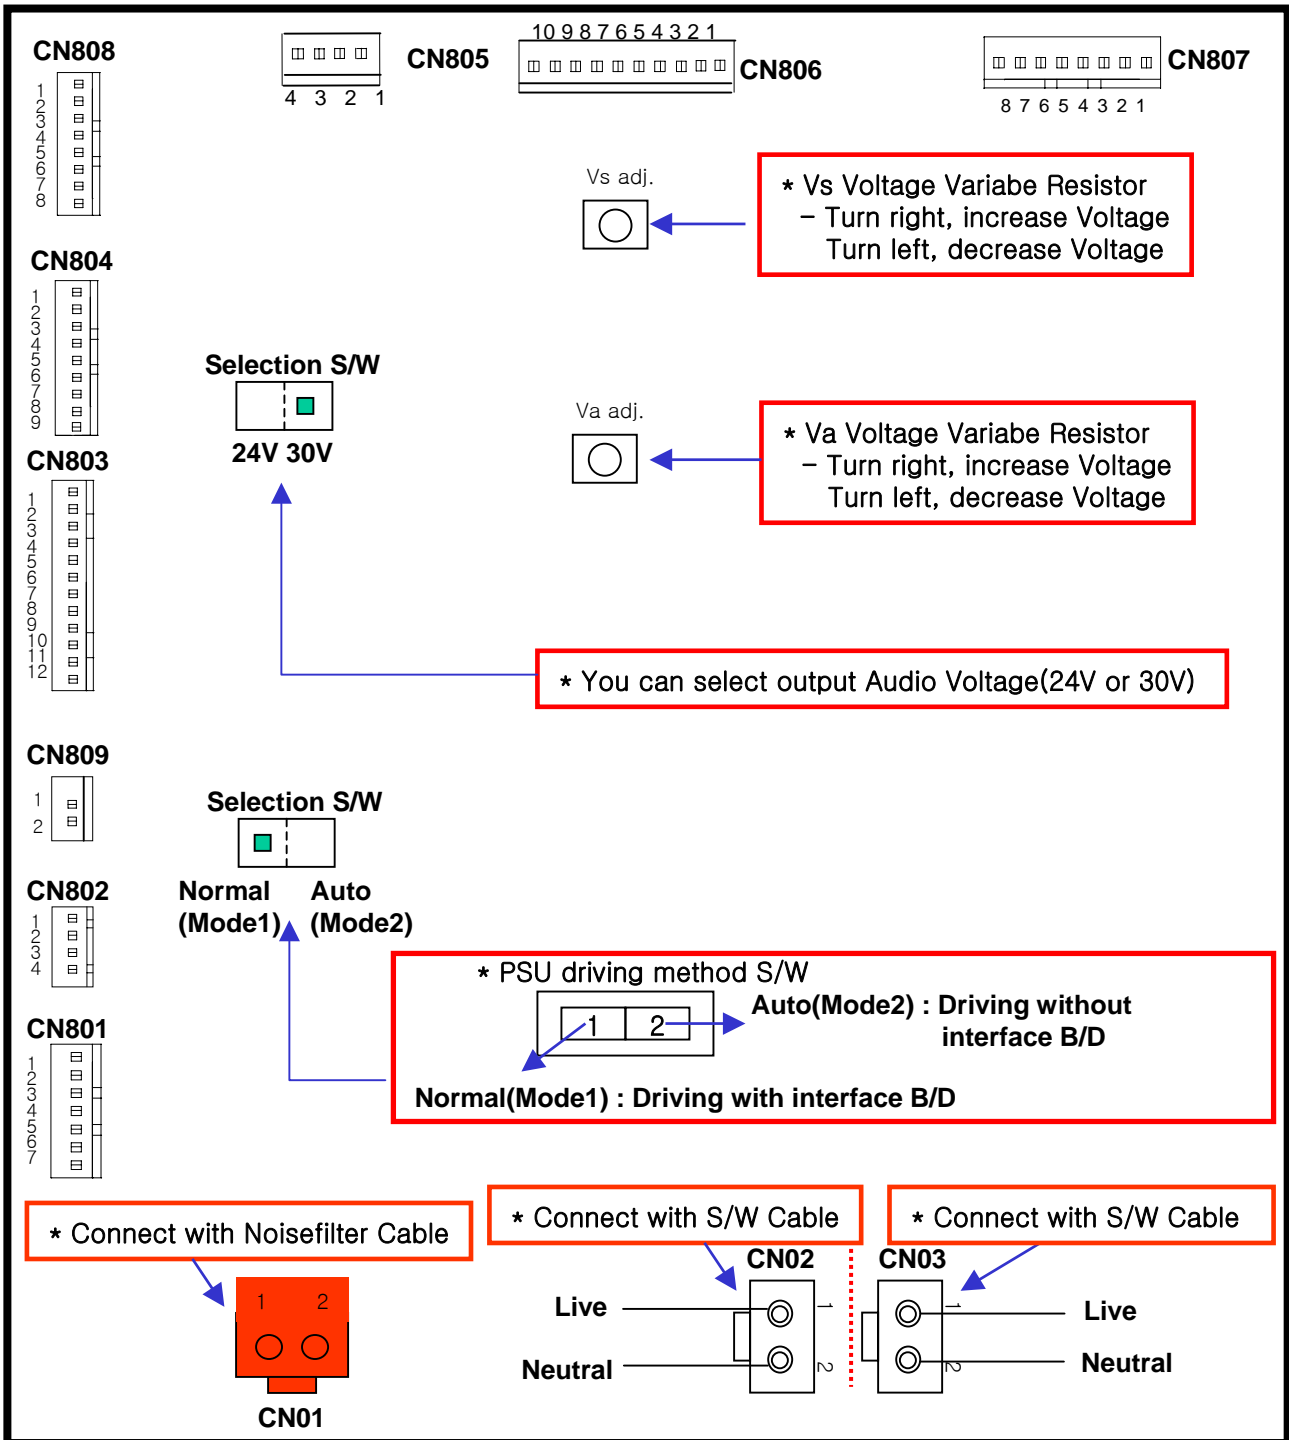 CN808
1
2
3
4
5
6
7
8
CN805
4 3 2 1
10 9 8 7 6 5 4 3 2 1
CN806
CN807
8 7 6 5 4 3 2 1
Vs adj.
* Vs Voltage Variabe Resistor
- Turn right, increase Voltage
Turn left, decrease Voltage
CN804
1
2
3
4
5
6
7
8
9
Selection S/W
24V 30V
Va adj.
* Va Voltage Variabe Resistor
- Turn right, increase Voltage
Turn left, decrease Voltage
CN803
1
2
3
4
5
6
7
8
9
10
11
12
* You can select output Audio Voltage(24V or 30V)
CN809
1
2
Selection S/W
Normal Auto
(Mode1) (Mode2)
CN802
1
2
3
4
* PSU driving method S/W
1 2
Auto(Mode2) : Driving without
interface B/D
Normal(Mode1) : Driving with interface B/D
CN801
1
2
3
4
5
6
7
* Connect with Noisefilter Cable
1 2
CN01
* Connect with S/W Cable
CN02
Live
Neutral
1
2
* Connect with S/W Cable
CN03
1
2
Live
Neutral